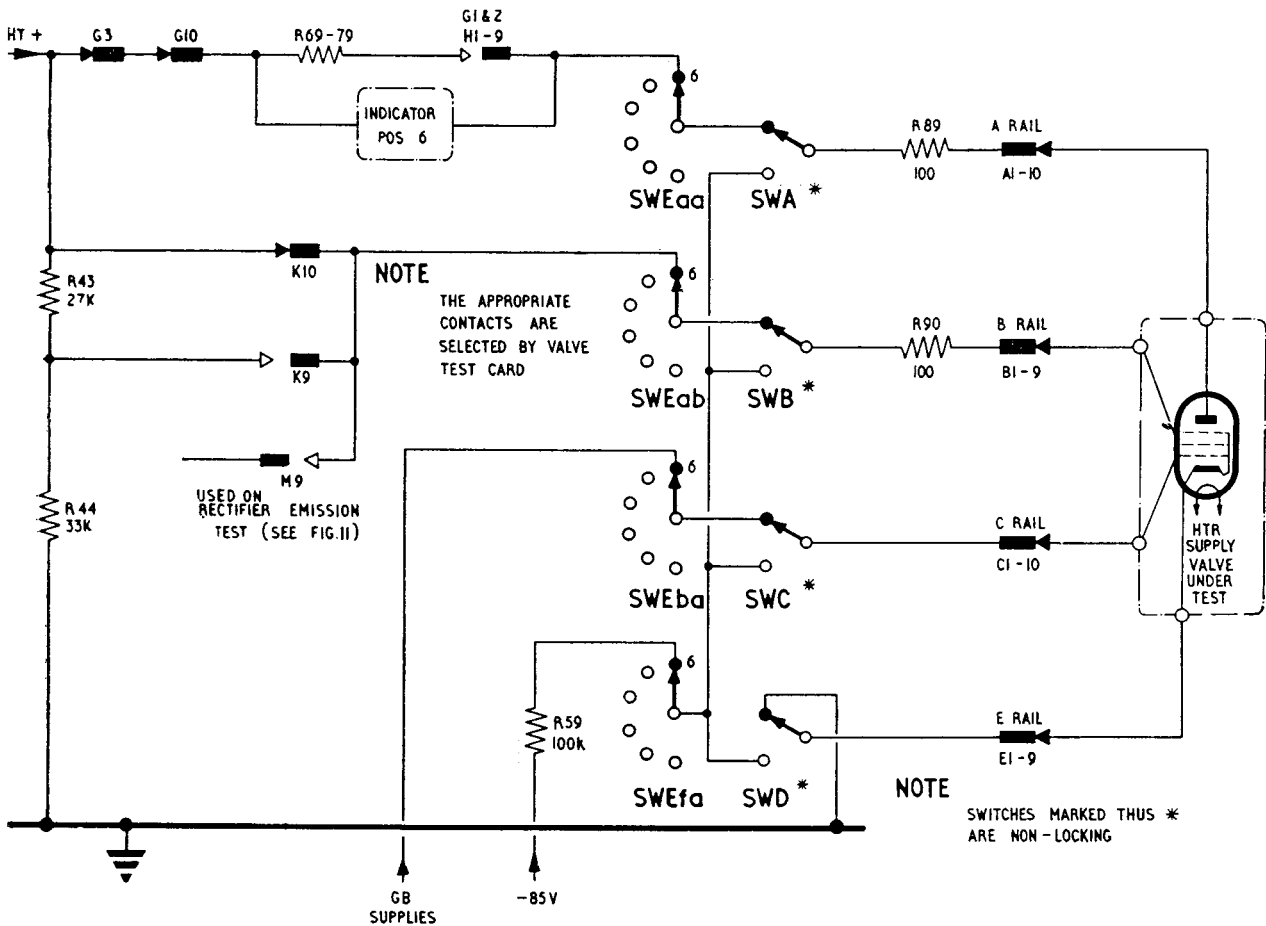 HT +
G3
G10
R69-79
G1&2
H1-9
INDICATOR
POS 6
6
R89
100
A RAIL
A1-10
SWEaa
SWA *
K10
NOTE
THE APPROPRIATE
CONTACTS ARE
SELECTED BY VALVE
TEST CARD
R43
27K
K9
6
R90
100
B RAIL
B1-9
SWEab
SWB *
M9
USED ON
RECTIFIER EMISSION
TEST (SEE FIG.11)
R44
33K
6
C RAIL
C1-10
SWEba
SWC *
HTR
SUPPLY
VALVE
UNDER
TEST
6
R59
100K
E RAIL
E1-9
SWEfa
SWD *
NOTE
SWITCHES MARKED THUS *
ARE NON-LOCKING
GB
SUPPLIES
-85V